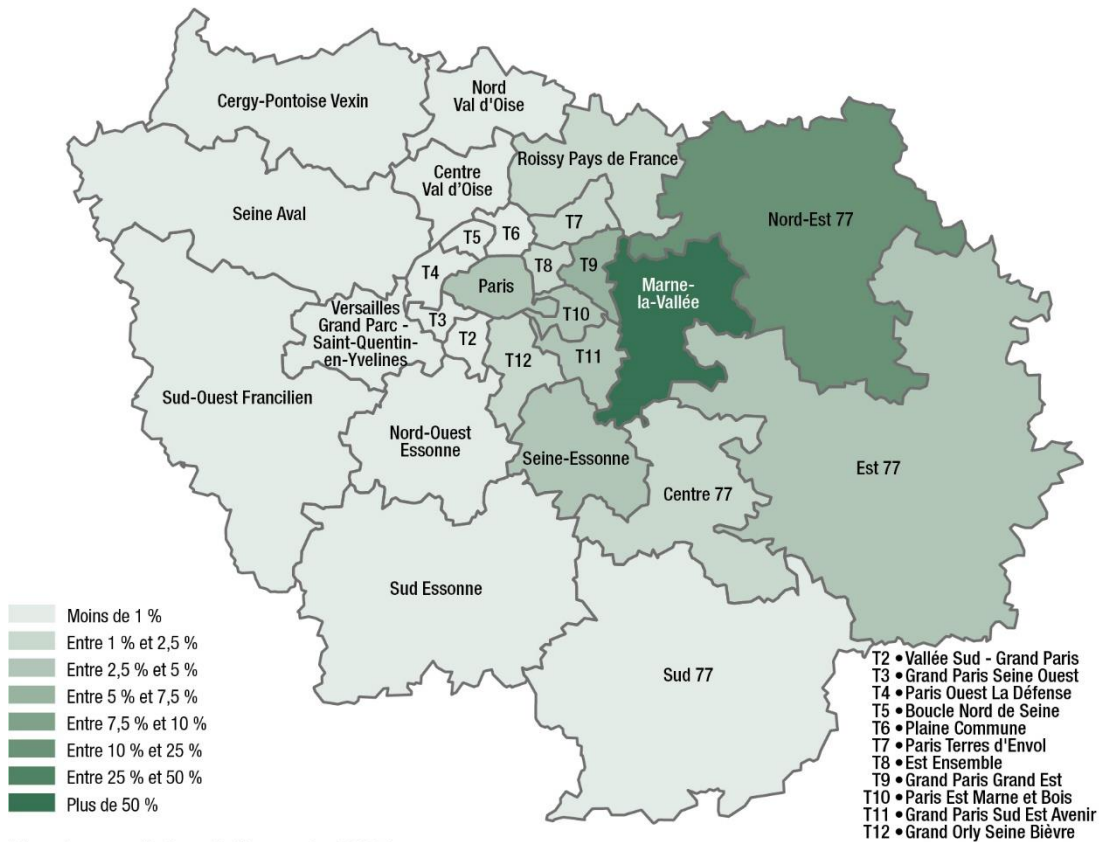 Cergy-Pontoise Vexin
Nord
Val d'Oise
Roissy Pays de France
Centre
Val d'Oise
Seine Aval
Nord-Est 77
T5
T6
T7
T4
T8
T9
Paris
Marne-
la-Vallée
Versailles
Grand Parc -
Saint-Quentin-
en-Yvelines
T3
T10
T2
T12
T11
Sud-Ouest Francilien
Nord-Ouest
Essonne
Seine-Essonne
Est 77
Centre 77
Sud Essonne
Sud 77
Moins de 1 %
Entre 1 % et 2,5 %
Entre 2,5 % et 5 %
Entre 5 % et 7,5 %
Entre 7,5 % et 10 %
Entre 10 % et 25 %
Entre 25 % et 50 %
Plus de 50 %
T2 • Vallée Sud - Grand Paris
T3 • Grand Paris Seine Ouest
T4 • Paris Ouest La Défense
T5 • Boucle Nord de Seine
T6 • Plaine Commune
T7 • Paris Terres d'Envol
T8 • Est Ensemble
T9 • Grand Paris Grand Est
T10 • Paris Est Marne et Bois
T11 • Grand Paris Sud Est Avenir
T12 • Grand Orly Seine Bièvre